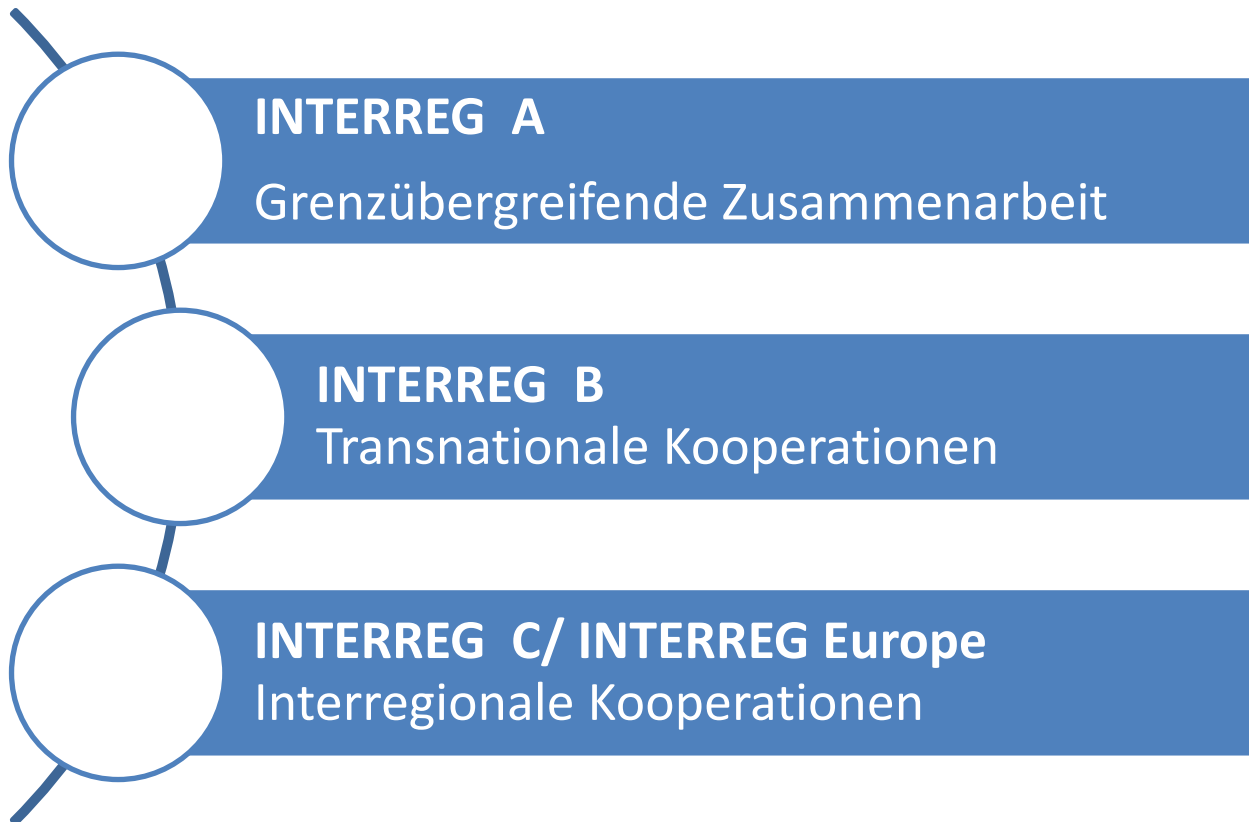 INTERREG  A
Grenzübergreifende Zusammenarbeit
INTERREG  B
Transnationale Kooperationen
INTERREG  C/ INTERREG Europe
Interregionale Kooperationen